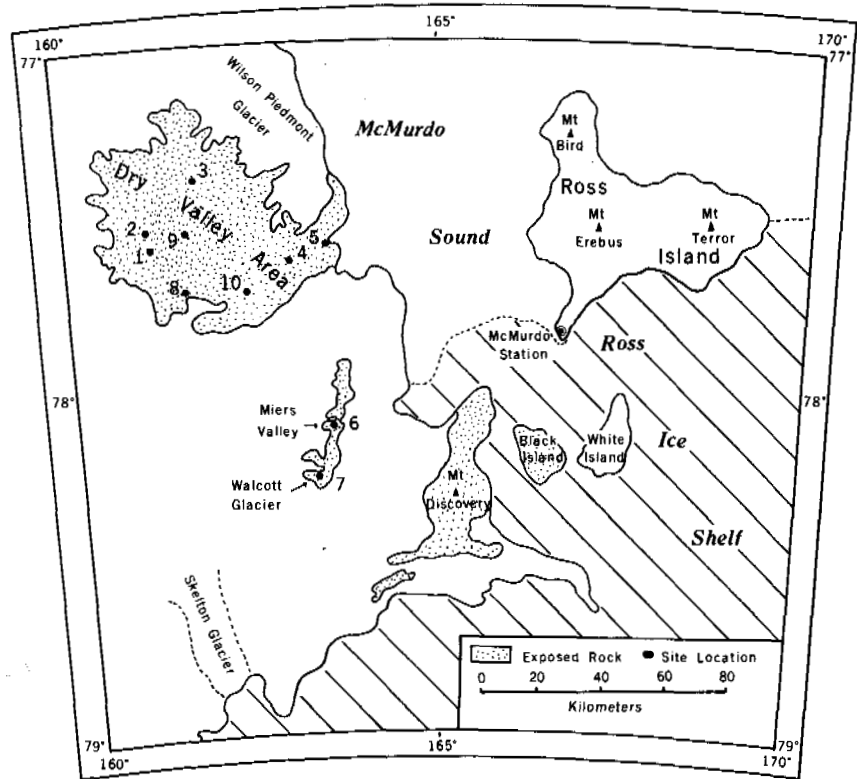 160°
165°
170°
77°
77°
Wilson Piedmont
Glacier
McMurdo
Mt
Bird
Dry
3
Ross
Valley
2
9
5
Sound
Mt
Erebus
Mt
Terror
1
4
Area
Island
8
10
McMurdo
Station
Ross
78°
78°
Miers
Valley
6
Black
Island
White
Island
Ice
Walcott
Glacier
7
Mt
Discovery
Shelf
Skelton Glacier
Exposed Rock
Site Location
0 20 40 60 80
Kilometers
79°
79°
160°
165°
170°